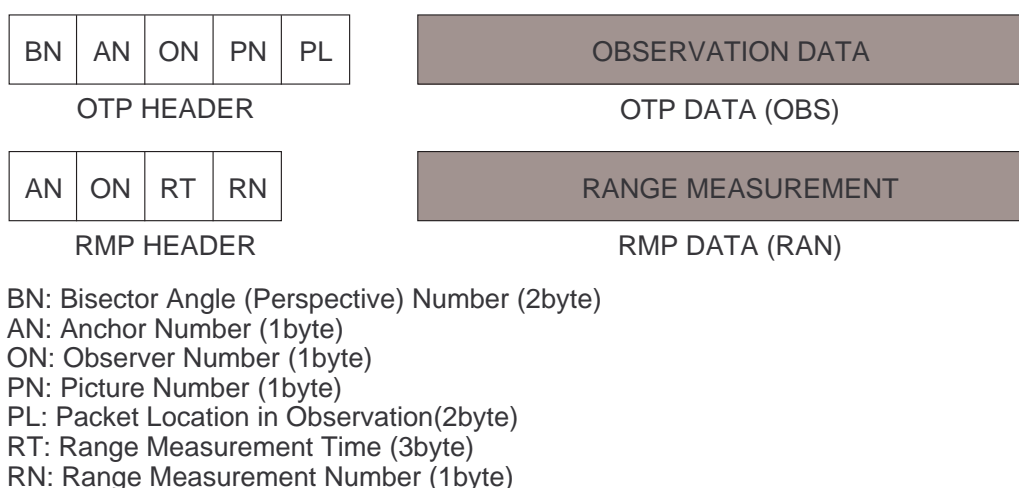 BN AN ON PN PL OBSERVATION DATA
OTP HEADER OTP DATA (OBS)
AN ON RT RN RANGE MEASUREMENT
RMP HEADER RMP DATA (RAN)
BN: Bisector Angle (Perspective) Number (2byte)
AN: Anchor Number (1byte)
ON: Observer Number (1byte)
PN: Picture Number (1byte)
PL: Packet Location in Observation(2byte)
RT: Range Measurement Time (3byte)
RN: Range Measurement Number (1byte)